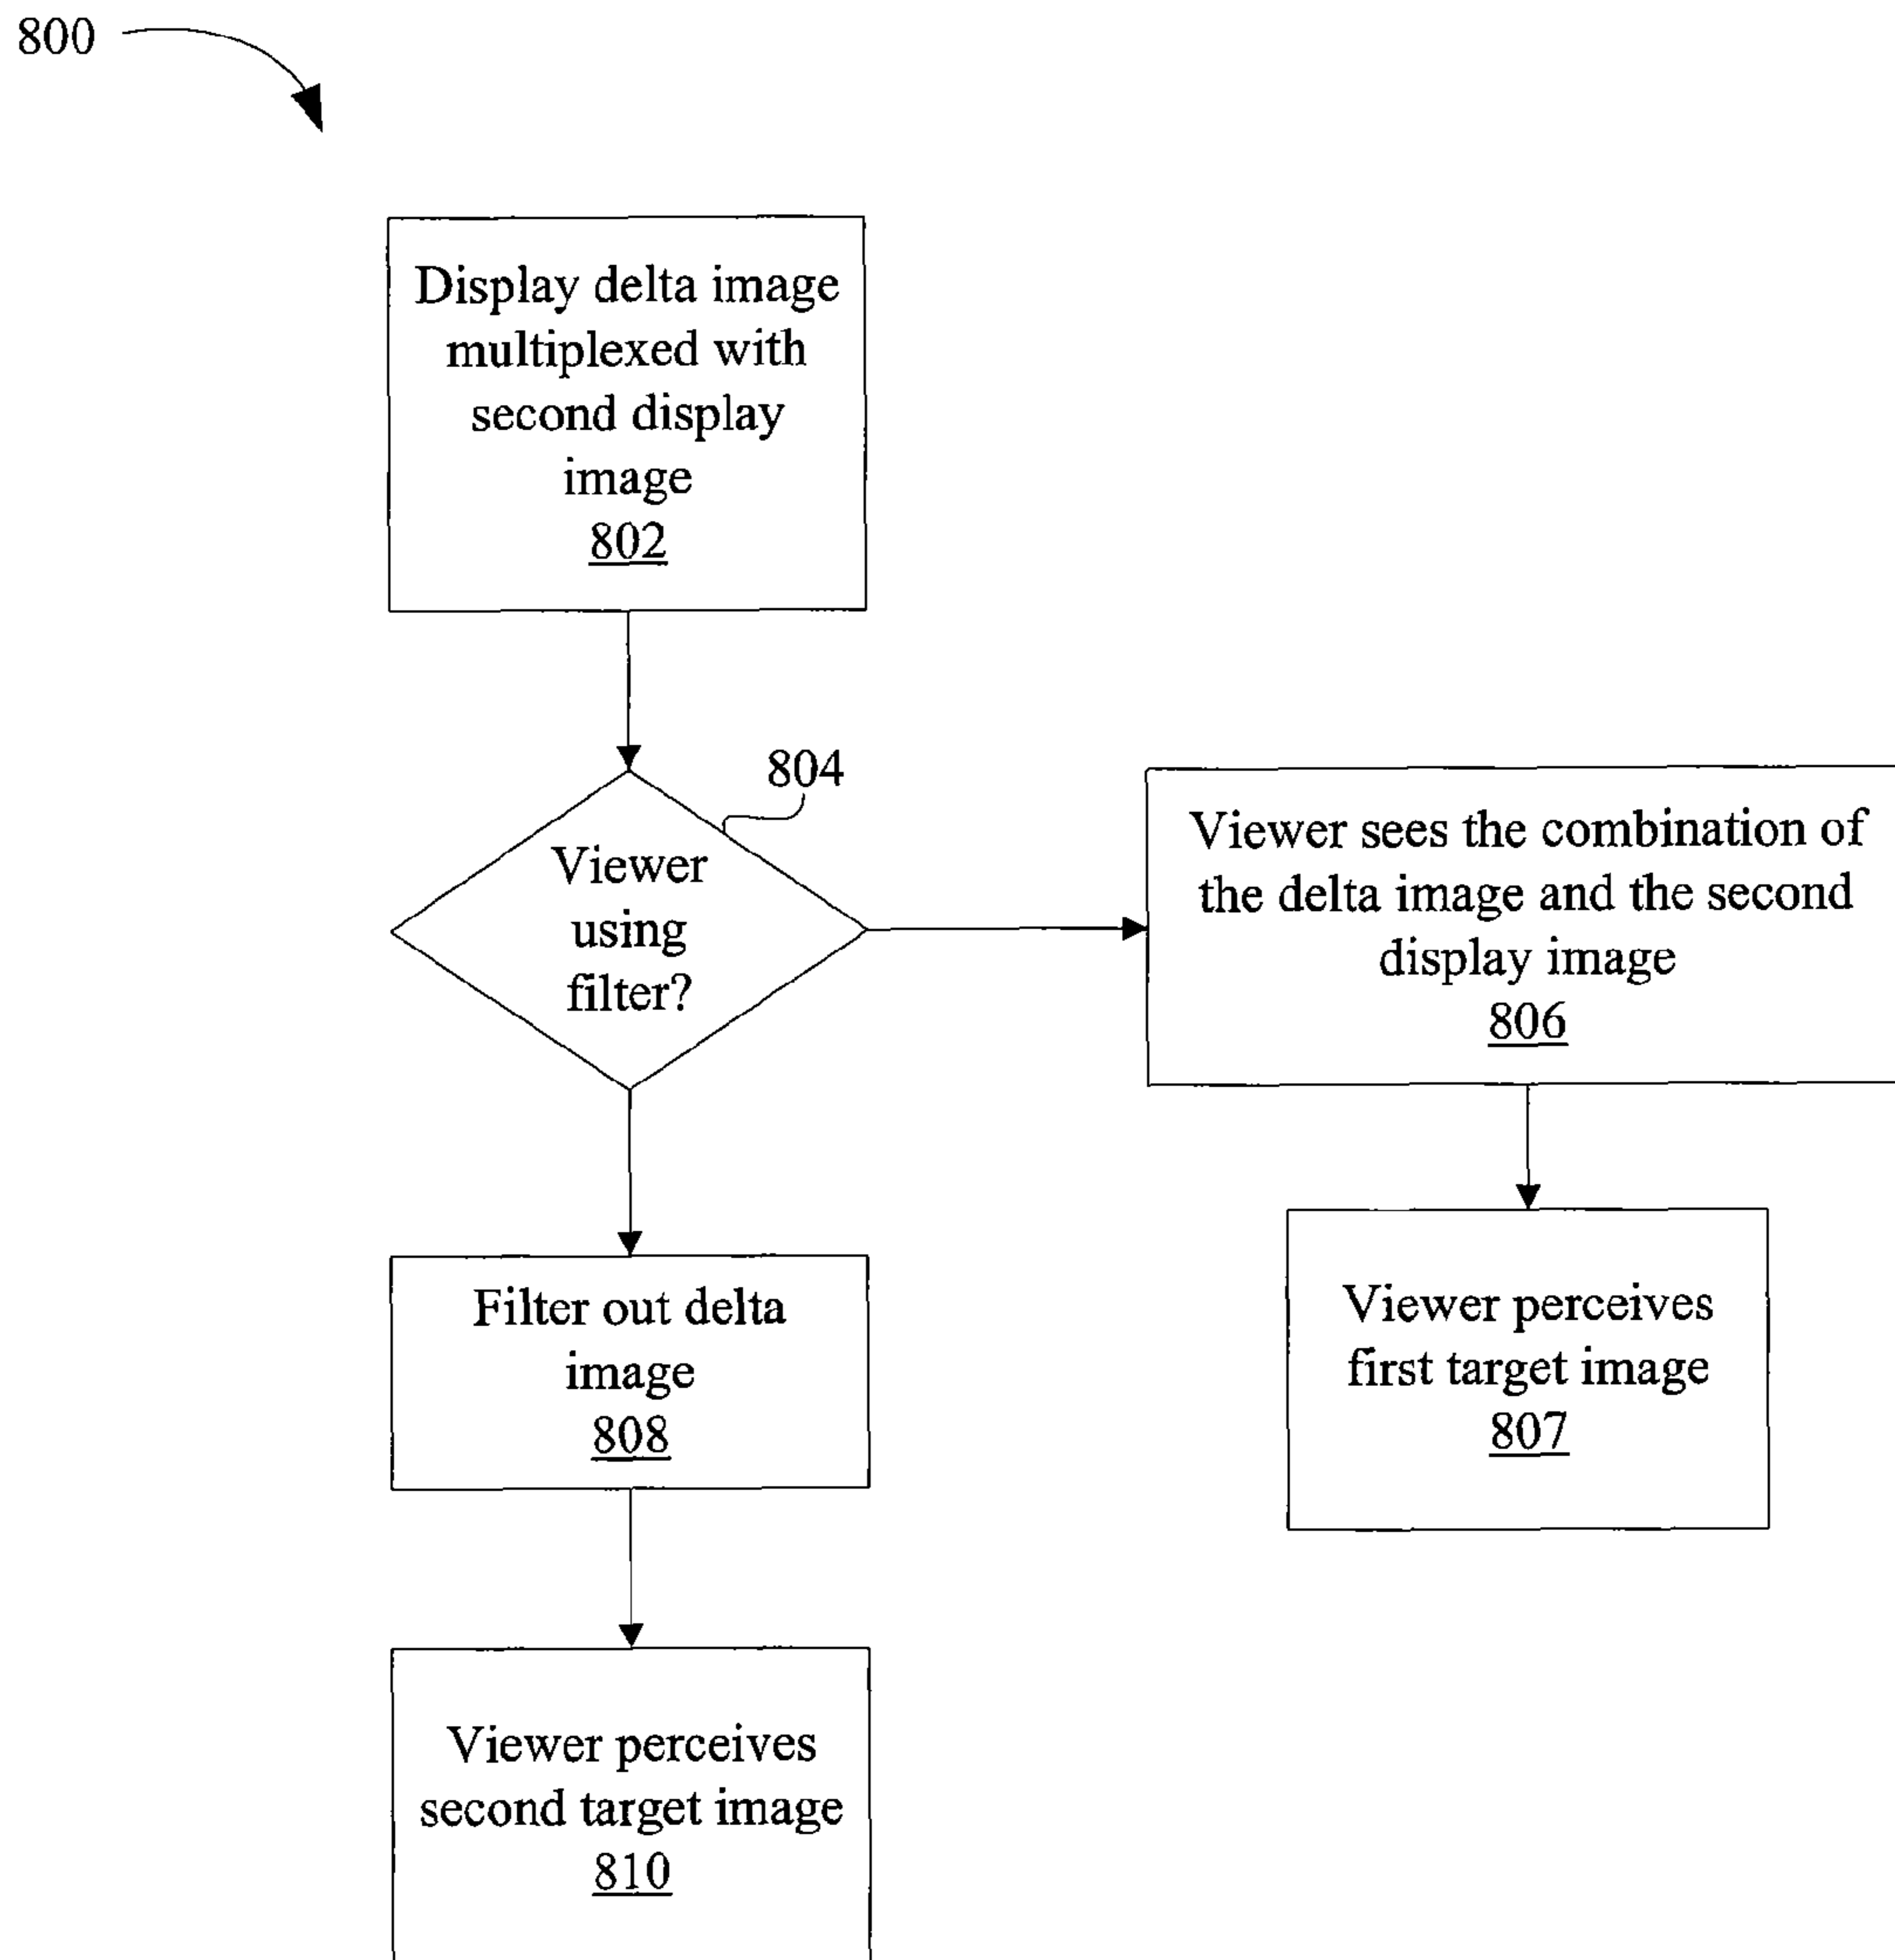 800
Display delta image
multiplexed with
second display
image
802
804
Viewer
using
filter?
Viewer sees the combination of
the delta image and the second
display image
806
Viewer perceives
first target image
807
Filter out delta
image
808
Viewer perceives
second target image
810